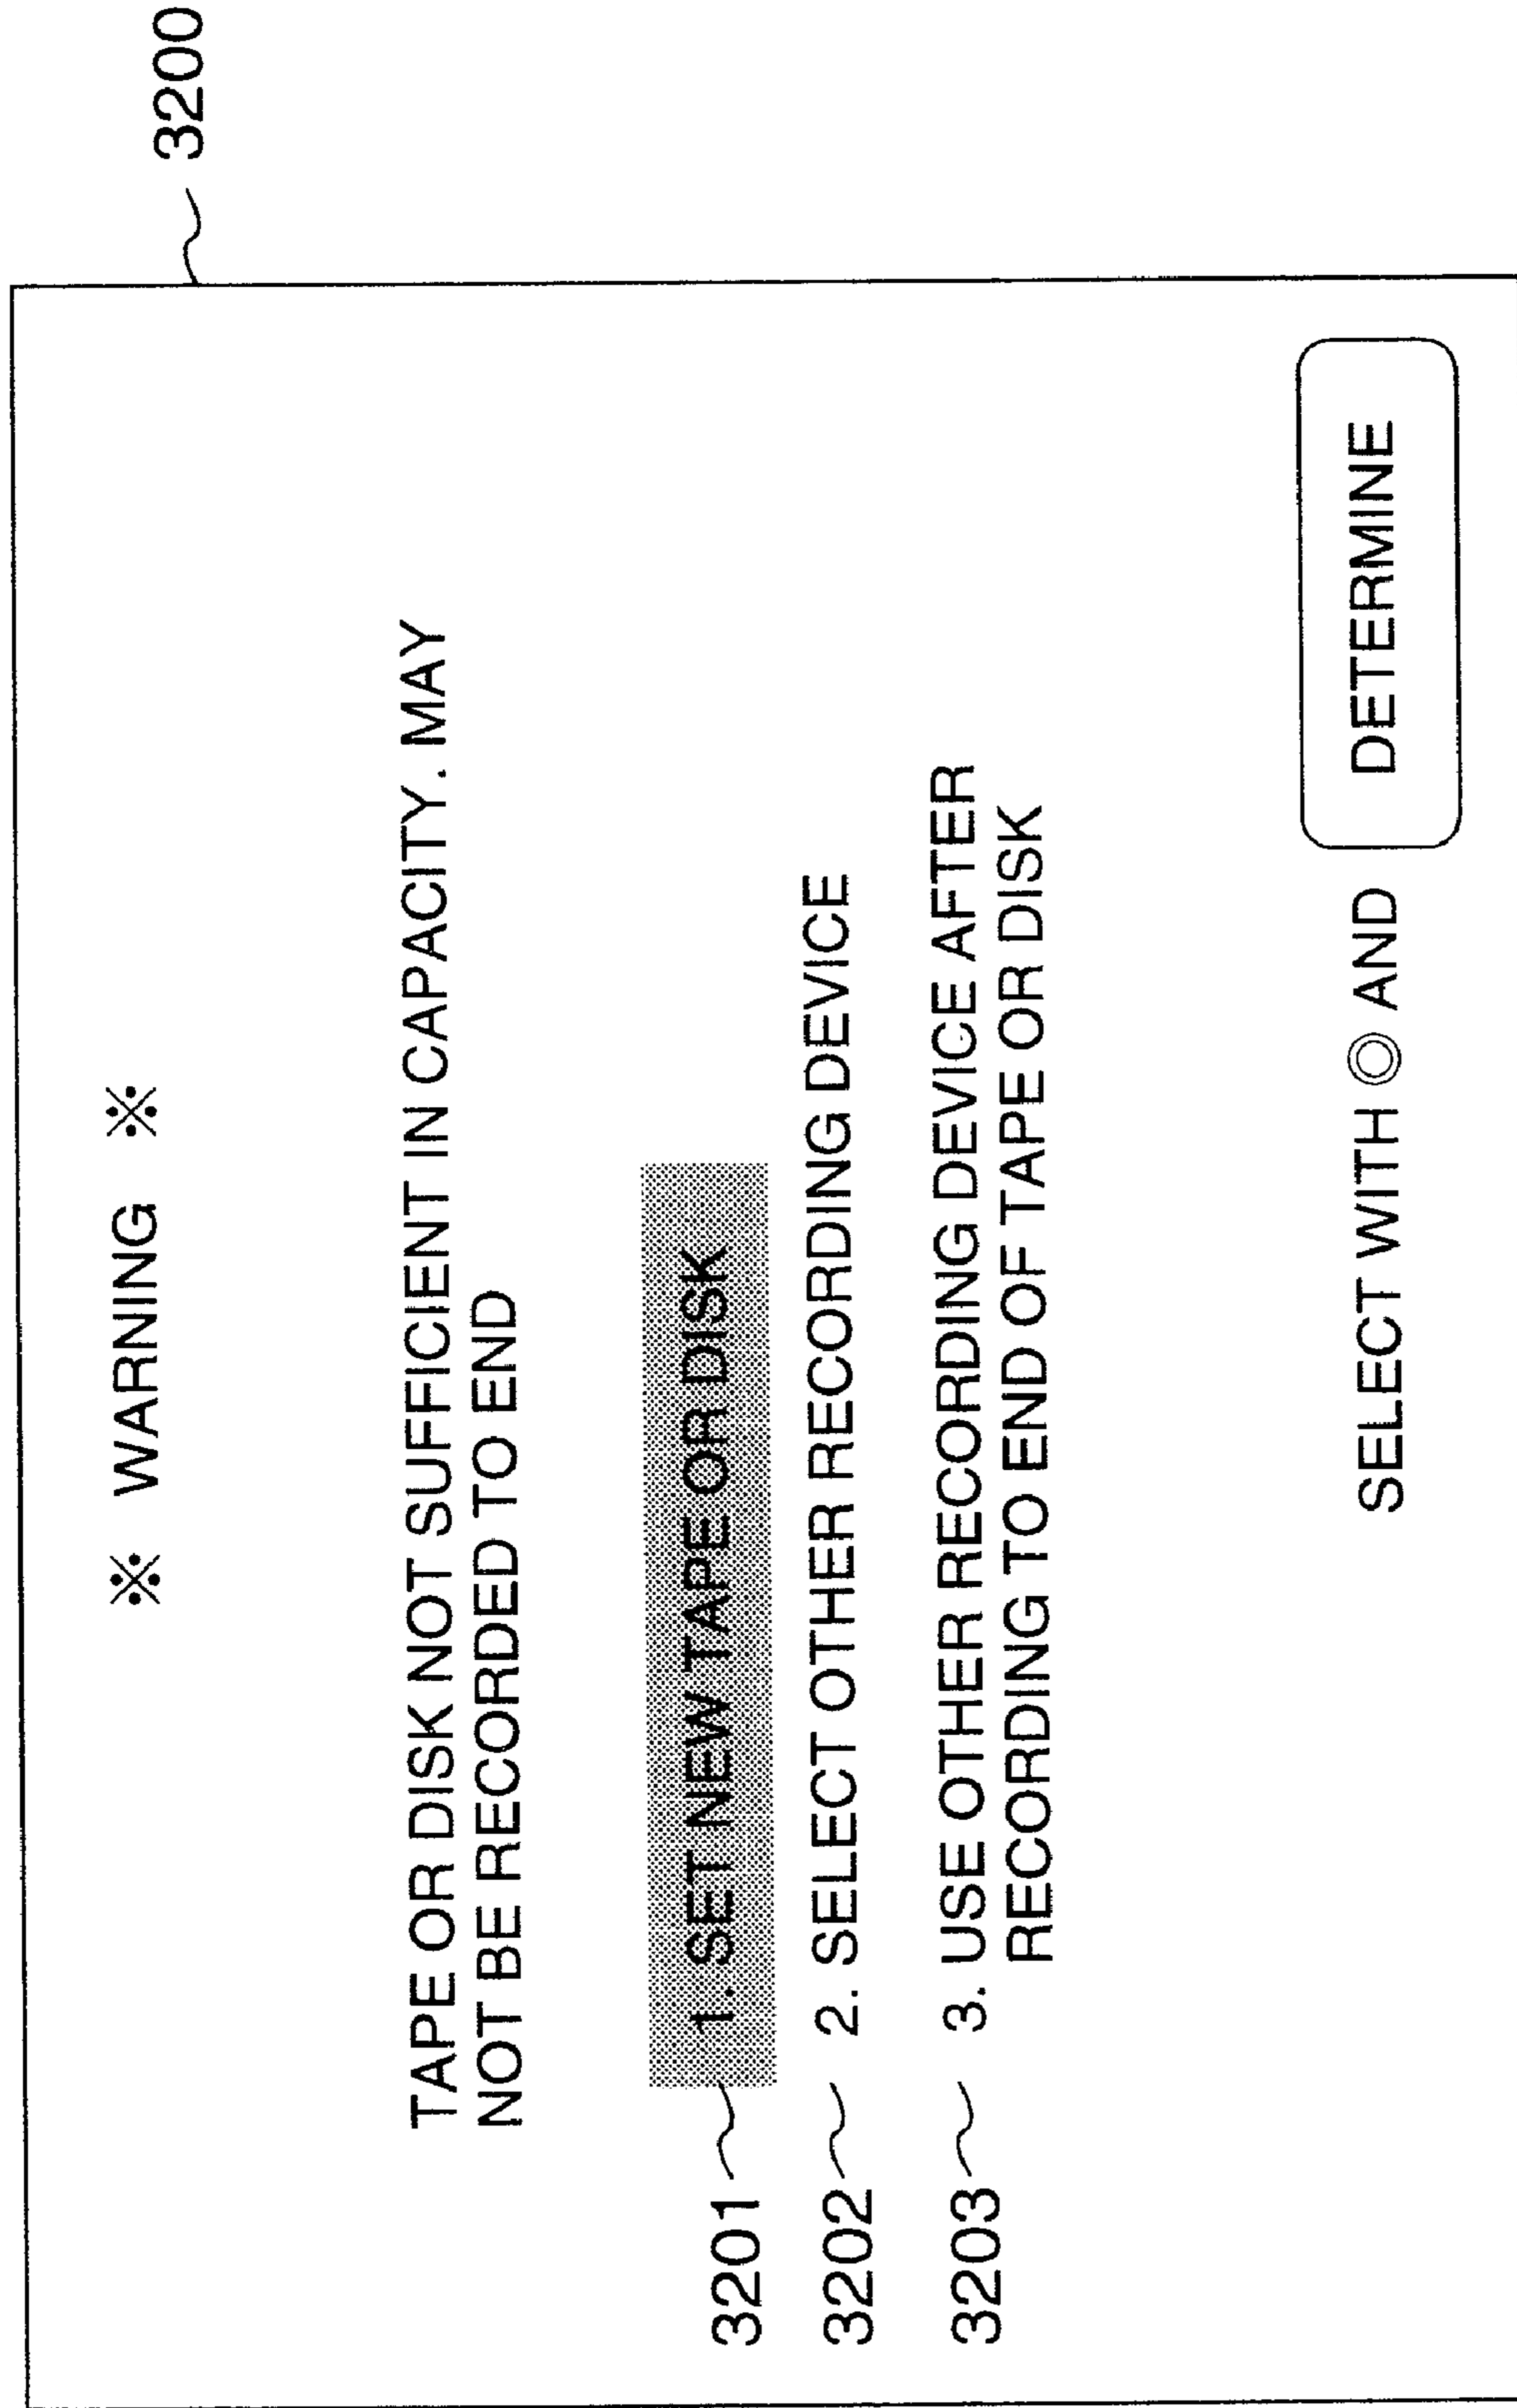 3200
※ WARNING ※
TAPE OR DISK NOT SUFFICIENT IN CAPACITY. MAY
NOT BE RECORDED TO END
3201 1. SET NEW TAPE OR DISK
3202 2. SELECT OTHER RECORDING DEVICE
3203 3. USE OTHER RECORDING DEVICE AFTER
RECORDING TO END OF TAPE OR DISK
SELECT WITH ◎ AND DETERMINE